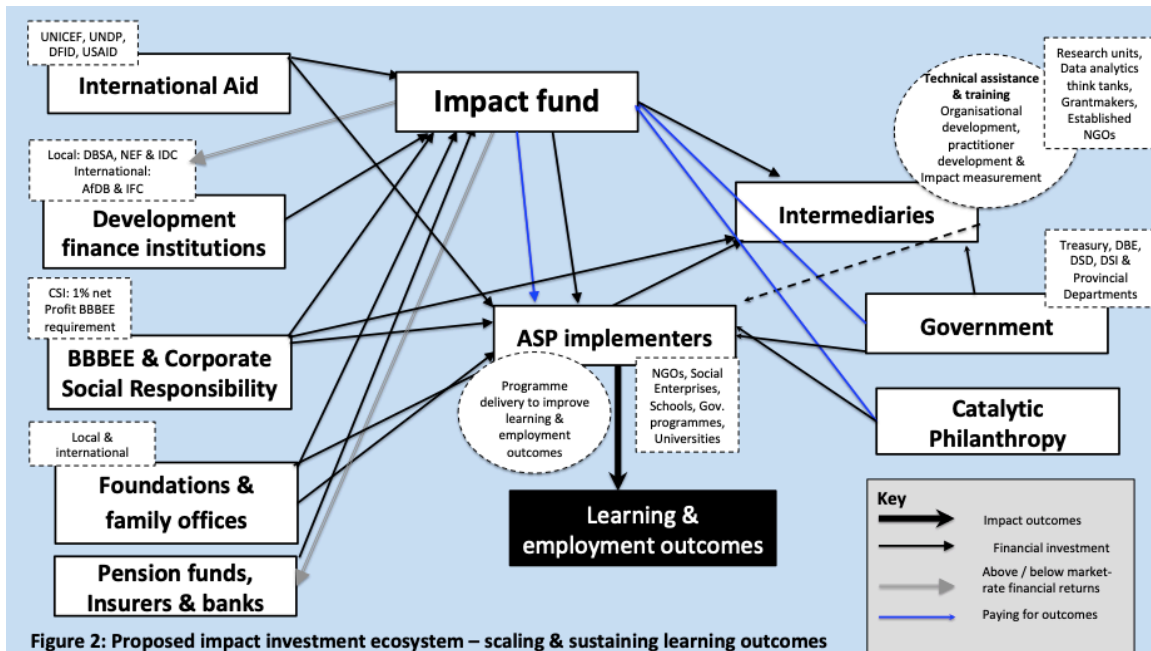 UNICEF, UNDP,
DFID, USAID
International Aid
Impact fund
Technical assistance
& training
Organisational
development,
practitioner
development &
Impact measurement
Research units,
Data analytics
think tanks,
Grantmakers,
Established
NGOs
Local: DBSA, NEF & IDC
International:
AfDB & IFC
Development
finance institutions
Intermediaries
Treasury, DBE,
DSD, DSI &
Provincial
Departments
Government
CSI: 1% net
Profit BBBEE
requirement
BBBEE & Corporate
Social Responsibility
ASP implementers
Programme
delivery to improve
learning &
employment
outcomes
NGOs, Social
Enterprises,
Schools, Gov.
programmes,
Universities
Catalytic
Philanthropy
Local &
international
Foundations &
family offices
Learning &
employment outcomes
Pension funds,
Insurers & banks
Key
Impact outcomes
Financial investment
Above / below market-
rate financial returns
Paying for outcomes
Figure 2: Proposed impact investment ecosystem – scaling & sustaining learning outcomes